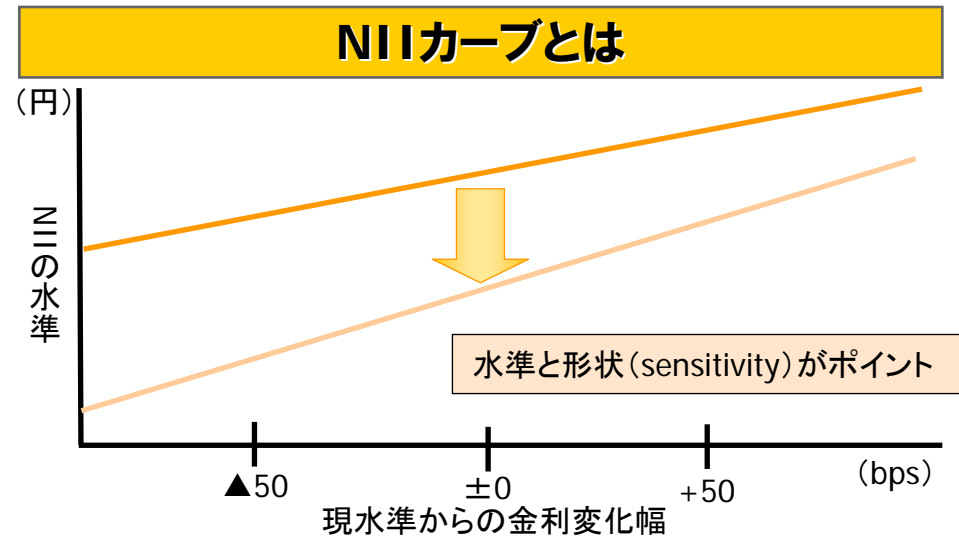 NIIカーブとは
(円)
NIIの水準
水準と形状(sensitivity)がポイント
▲50
±0
+50
(bps)
現水準からの金利変化幅